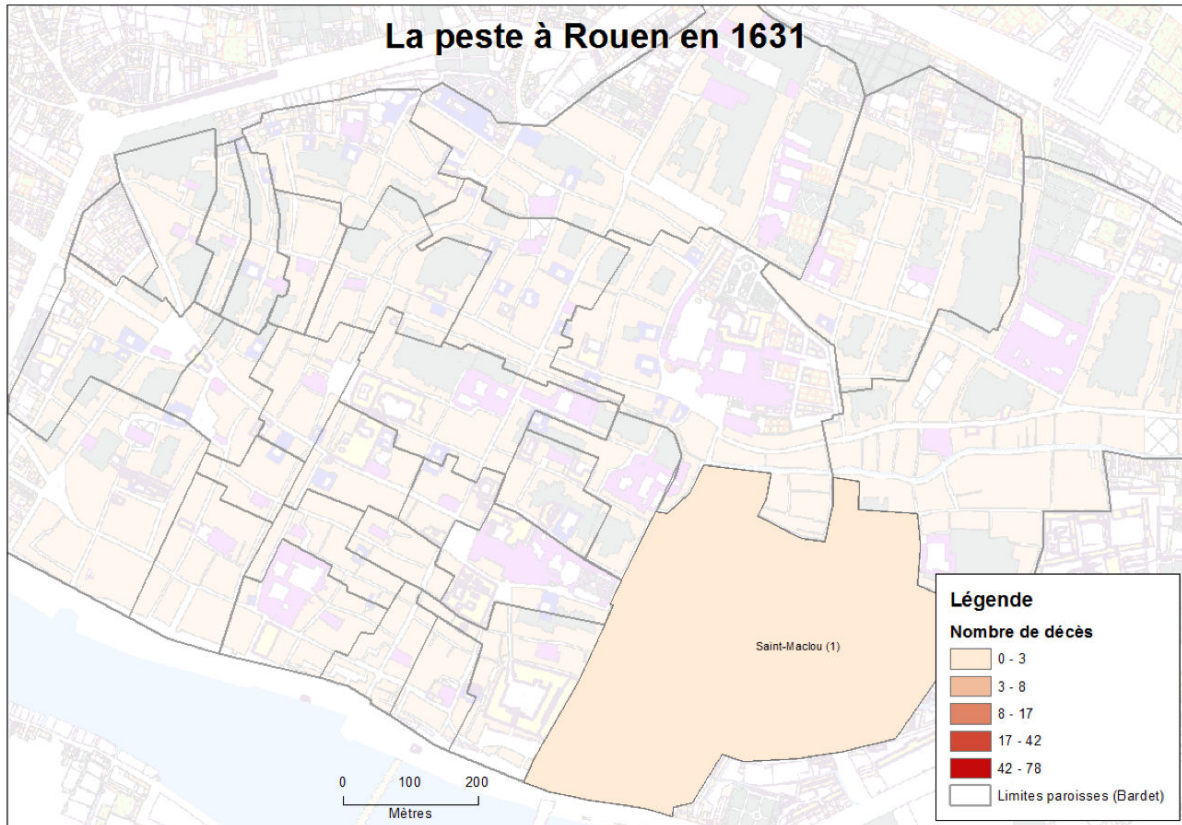 La peste à Rouen en 1631
Saint-Maclou (1)
Légende
Nombre de décès
0 - 3
3 - 8
8 - 17
17 - 42
42 - 78
Limites paroisses (Bardet)
0 100 200
Mètres